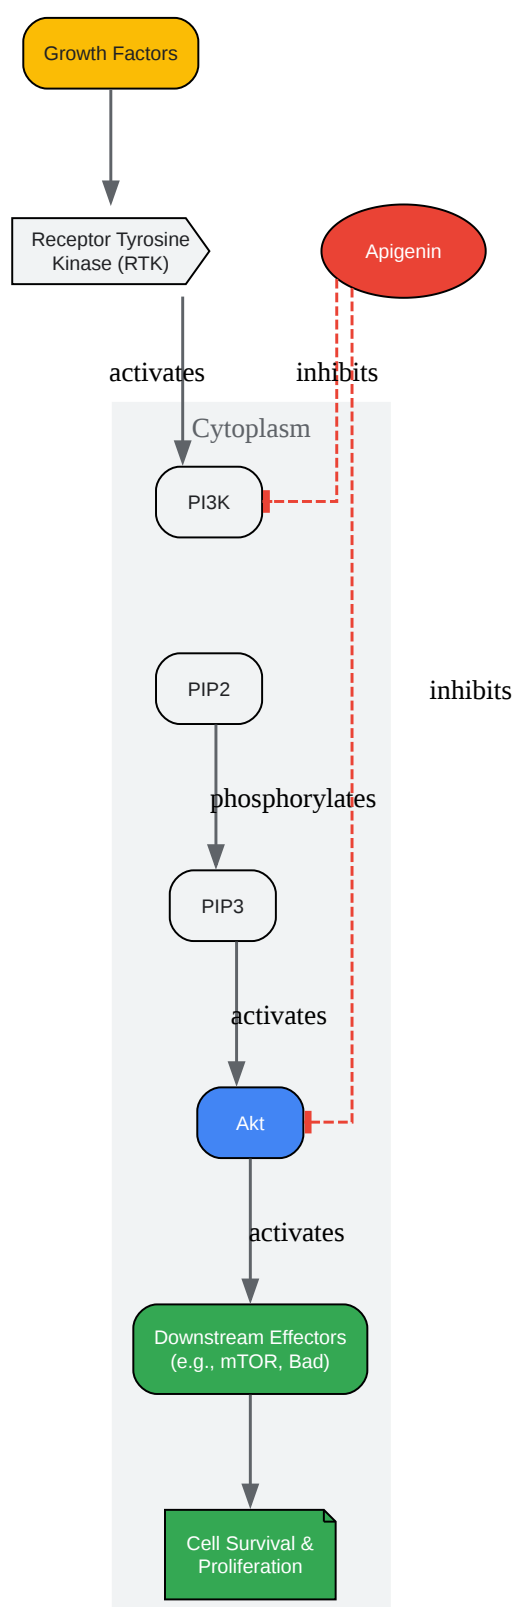 Growth Factors
Receptor Tyrosine
Kinase (RTK)
Apigenin
activates
inhibits
Cytoplasm
PI3K
PIP2
inhibits
phosphorylates
PIP3
activates
Akt
activates
Downstream Effectors
(e.g., mTOR, Bad)
Cell Survival &
Proliferation